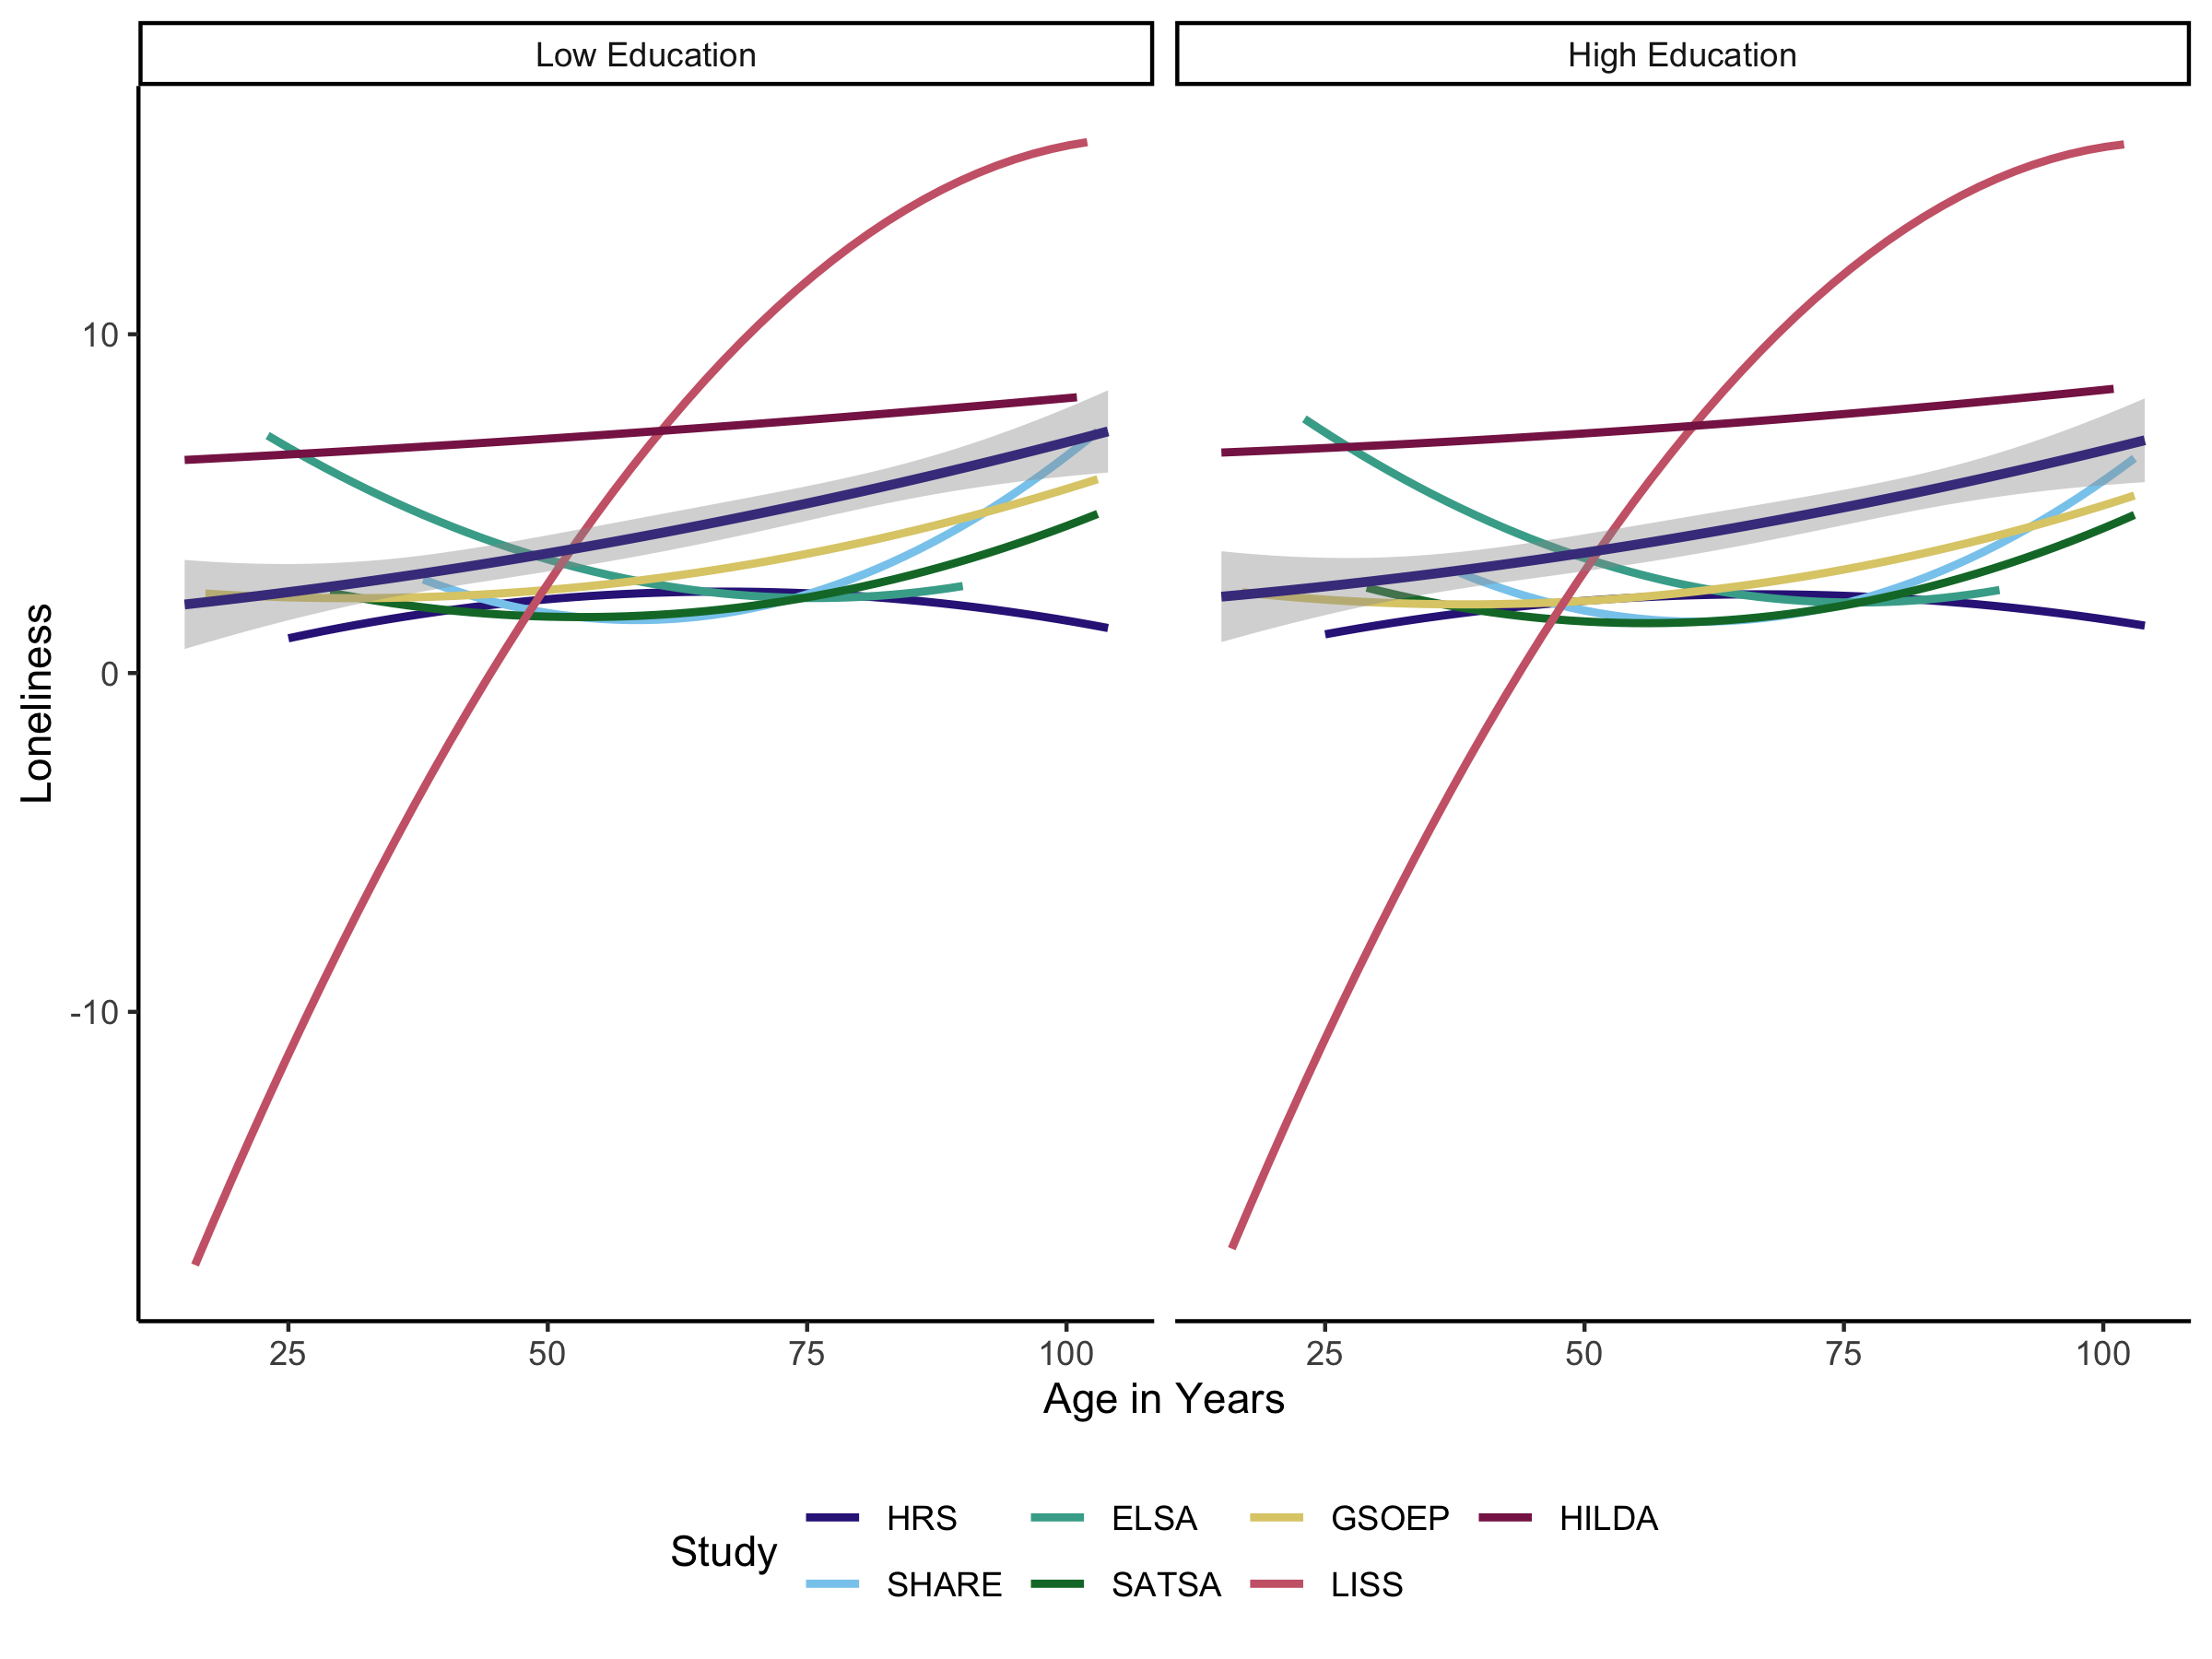 Low Education High Education
10
0
-10
Loneliness
25 50 75 100 25 50 75 100
Age in Years
Study
HRS ELSA GSOEP HILDA
SHARE SATSA LISS